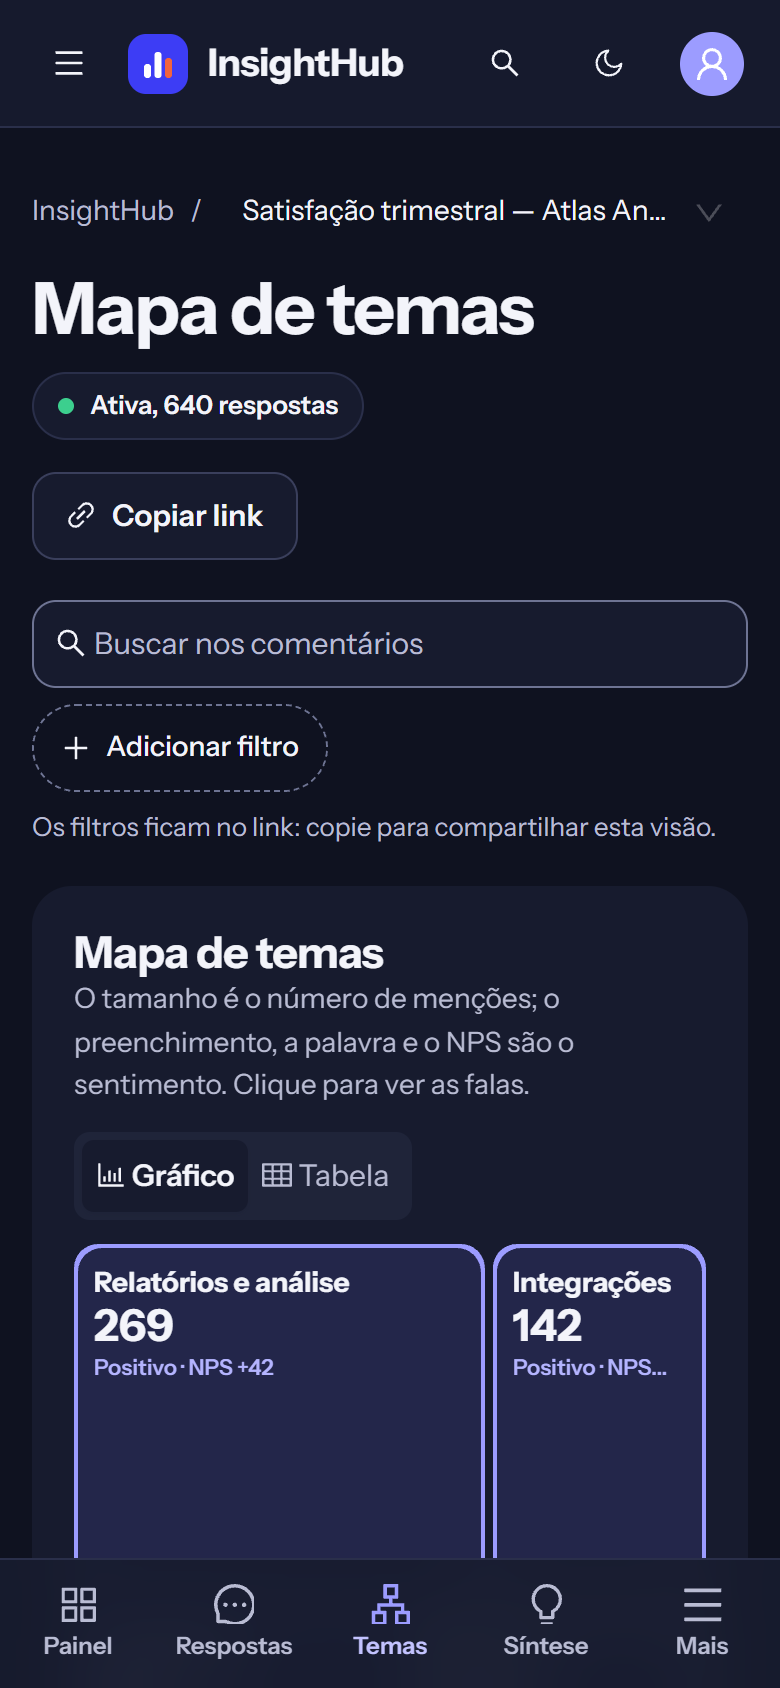 InsightHub
InsightHub / Satisfação trimestral — Atlas An...
Mapa de temas
Ativa, 640 respostas
Copiar link
Buscar nos comentários
Adicionar filtro
Os filtros ficam no link: copie para compartilhar esta visão.
Mapa de temas
O tamanho é o número de menções; o
preenchimento, a palavra e o NPS são o
sentimento. Clique para ver as falas.
Gráfico Tabela
Relatórios e análise
269
Positivo · NPS +42
Integrações
142
Positivo · NPS...
Painel Respostas Temas Síntese Mais